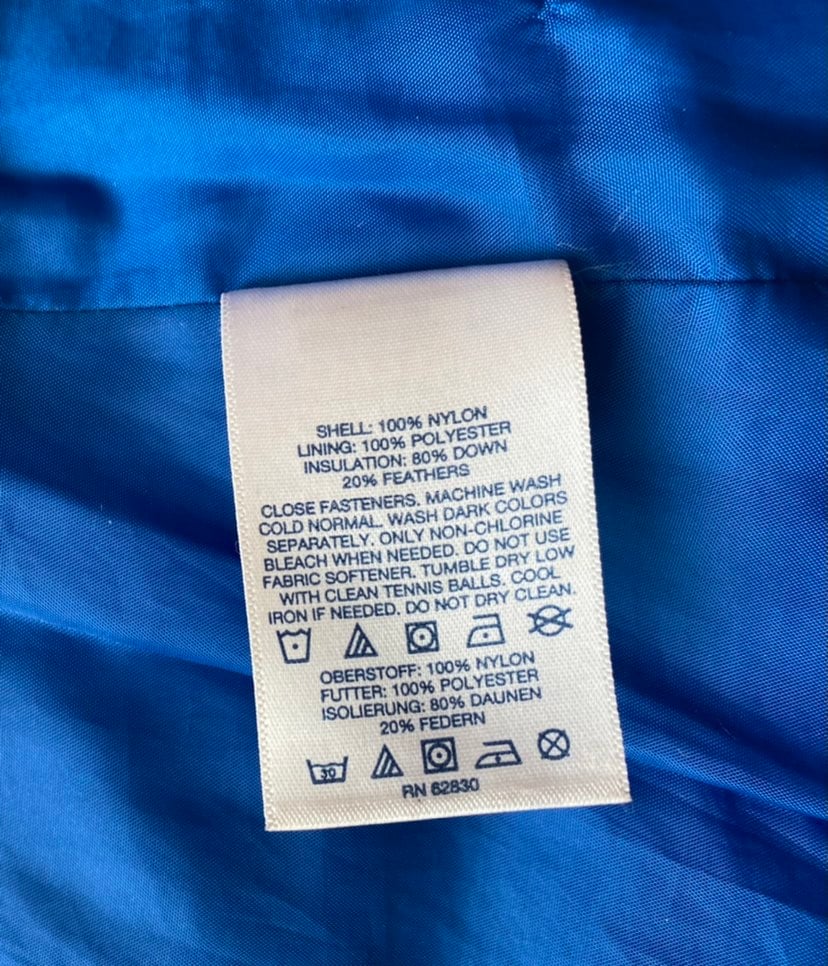 SHELL: 100% NYLON
LINING: 100% POLYESTER
INSULATION: 80% DOWN
20% FEATHERS
CLOSE FASTENERS. MACHINE WASH
COLD NORMAL. WASH DARK COLORS
SEPARATELY. ONLY NON-CHLORINE
BLEACH WHEN NEEDED. DO NOT USE
FABRIC SOFTENER. TUMBLE DRY LOW
WITH CLEAN TENNIS BALLS. COOL
IRON IF NEEDED. DO NOT DRY CLEAN.
OBERSTOFF: 100% NYLON
FUTTER: 100% POLYESTER
ISOLIERUNG: 80% DAUNEN
20% FEDERN
30
RN 62830